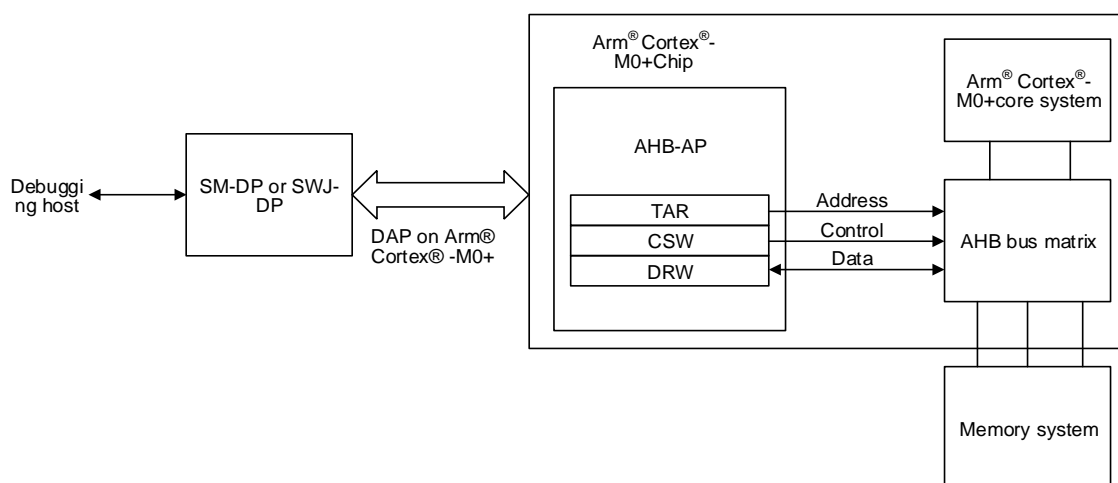 Arm® Cortex®-
M0+Chip
Arm® Cortex®-
M0+core system
AHB-AP
Debuggi
ng host
SM-DP or SWJ-
DP
DAP on Arm®
Cortex® -M0+
TAR
CSW
DRW
Address
Control
Data
AHB bus matrix
Memory system